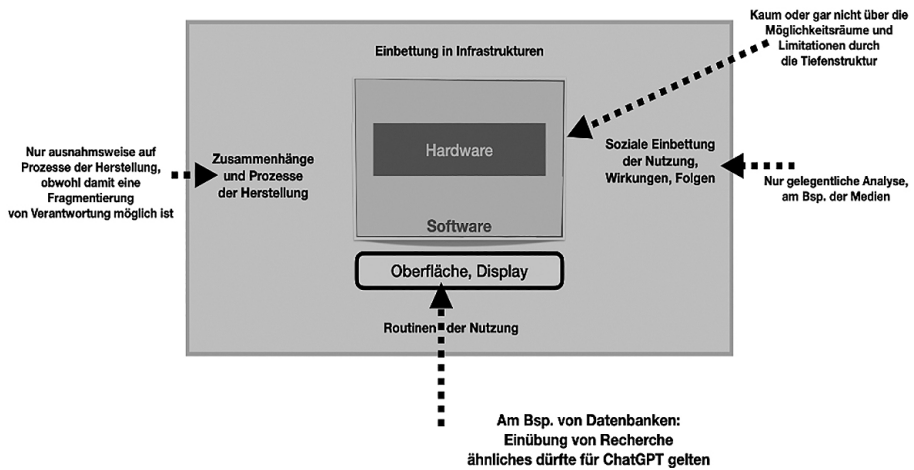 Kaum oder gar nicht über die
Möglichkeitsräume und
Limitationen durch
die Tiefenstruktur
Einbettung in Infrastrukturen
Hardware
Software
Nur ausnahmsweise auf
Prozesse der Herstellung,
obwohl damit eine
Fragmentierung
von Verantwortung möglich ist
Zusammenhänge
und Prozesse
der Herstellung
Soziale Einbettung
der Nutzung,
Wirkungen, Folgen
Nur gelegentliche Analyse,
am Bsp. der Medien
Oberfläche, Display
Routinen der Nutzung
Am Bsp. von Datenbanken:
Einübung von Recherche
ähnliches dürfte für ChatGPT gelten